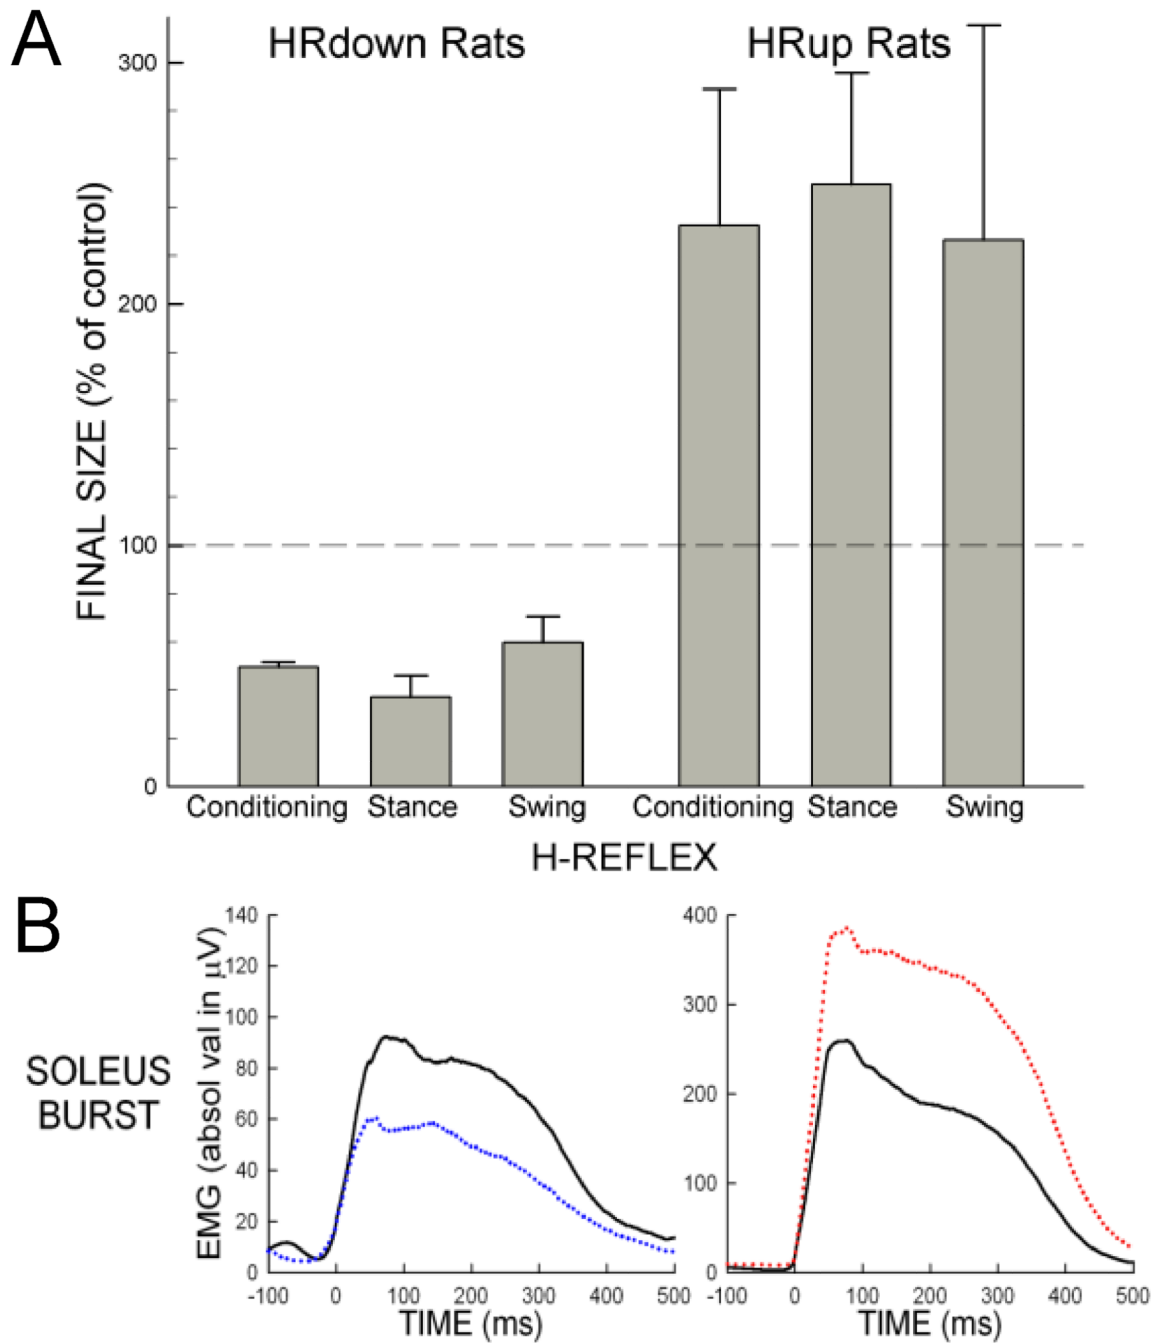 A
HRdown Rats
HRup Rats
FINAL SIZE (% of control)
300
200
100
0
Conditioning Stance Swing Conditioning Stance Swing
H-REFLEX
B
SOLEUS
BURST
EMG (absol val in µV)
140
120
100
80
60
40
20
0
-100 0 100 200 300 400 500
TIME (ms)
400
300
200
100
0
-100 0 100 200 300 400 500
TIME (ms)